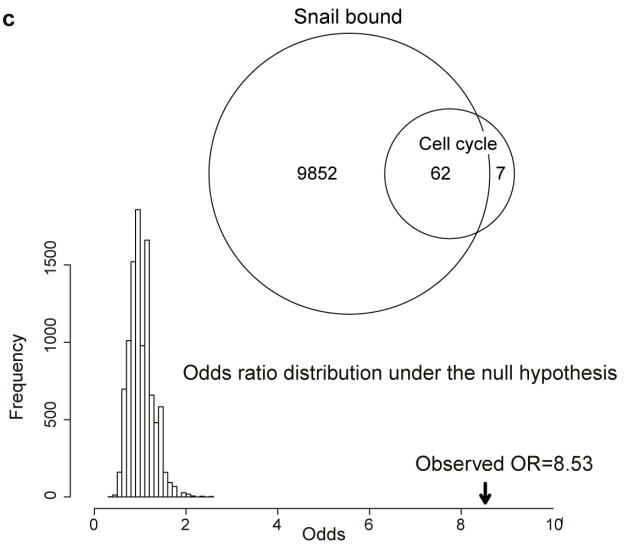 c
Snail bound
Cell cycle
9852
62
7
1500
1000
500
0
Frequency
Odds ratio distribution under the null hypothesis
Observed OR=8.53
0
2
4
6
8
10
Odds